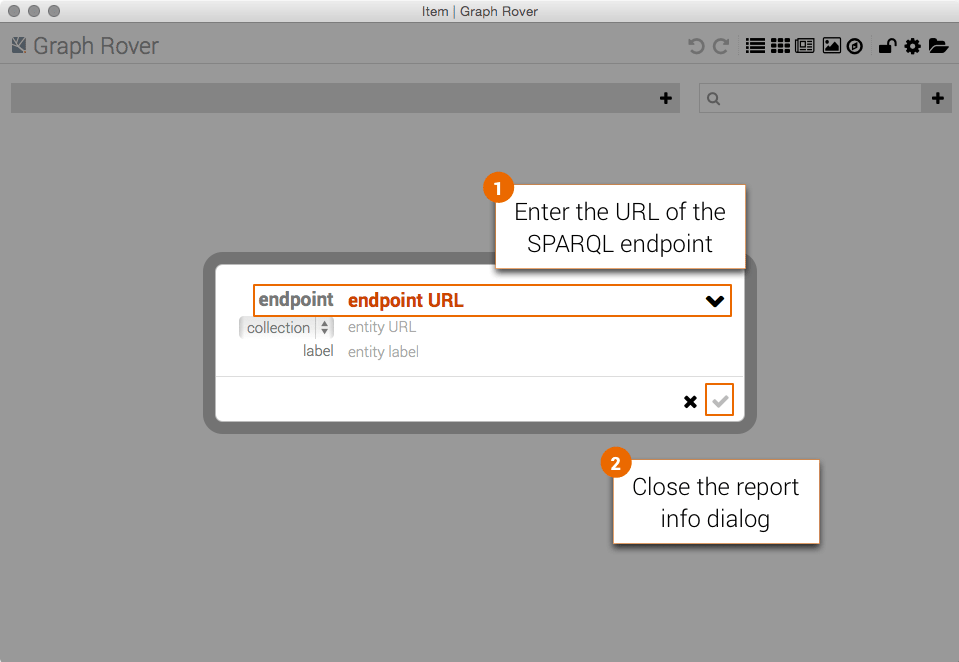 Item | Graph Rover
Graph Rover
1
Enter the URL of the
SPARQL endpoint
endpoint endpoint URL
collection entity URL
label entity label
2
Close the report
info dialog